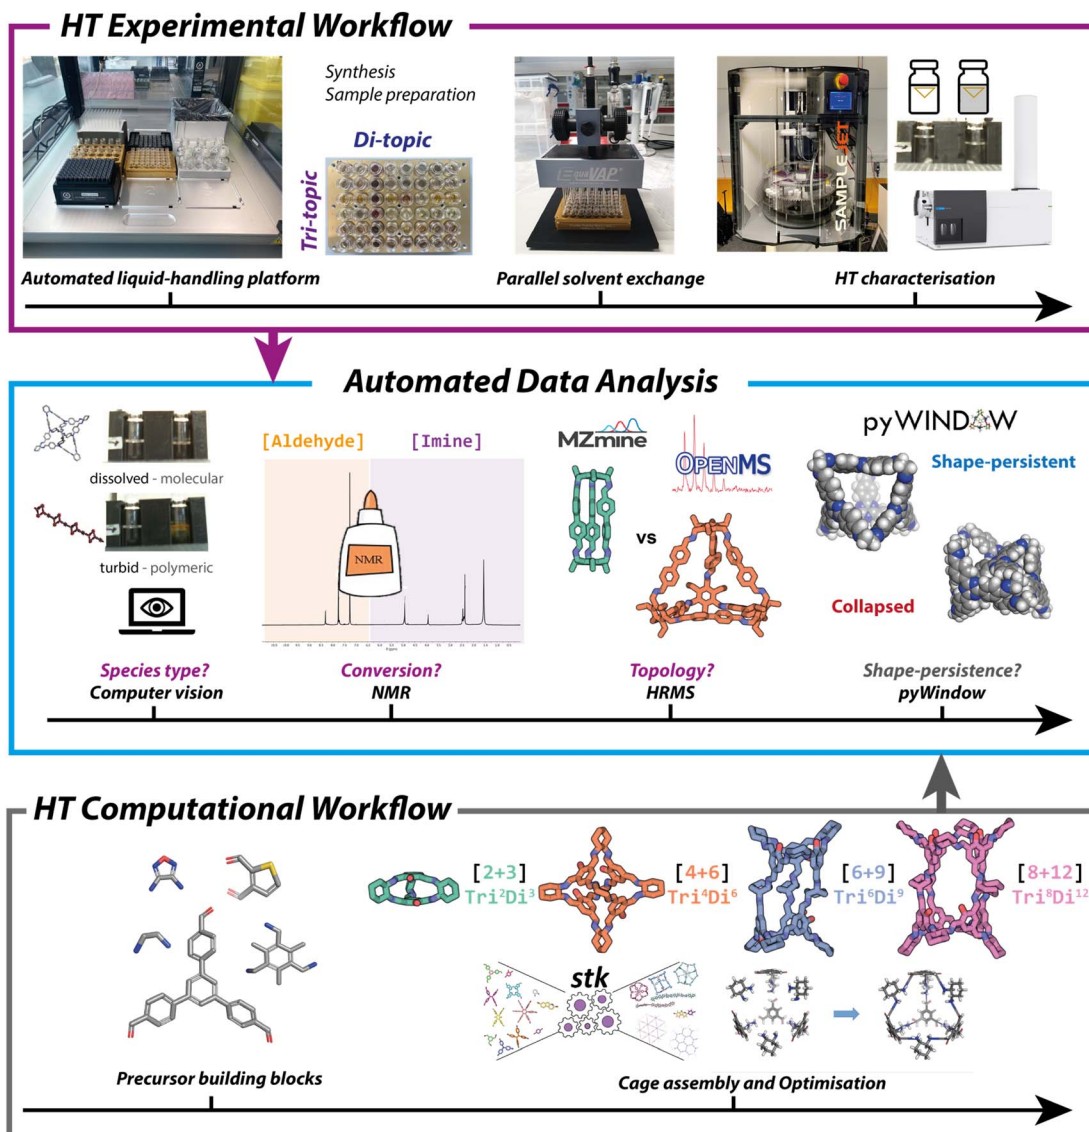 HT Experimental Workflow
Synthesis
Sample preparation
Di-topic
Tri-topic
EquaVAP®
SAMPLEJET
Automated liquid-handling platform
Parallel solvent exchange
HT characterisation
Automated Data Analysis
dissolved - molecular
turbid - polymeric
[Aldehyde]
[Imine]
NMR
MZmine
OPENMS
vs
pyWINDOW
Shape-persistent
Collapsed
Species type?
Computer vision
Conversion?
NMR
Topology?
HRMS
Shape-persistence?
pyWindow
HT Computational Workflow
[2+3]
Tri²Di³
[4+6]
Tri⁴Di⁶
[6+9]
Tri⁶Di⁹
[8+12]
Tri⁸Di¹²
stk
Precursor building blocks
Cage assembly and Optimisation